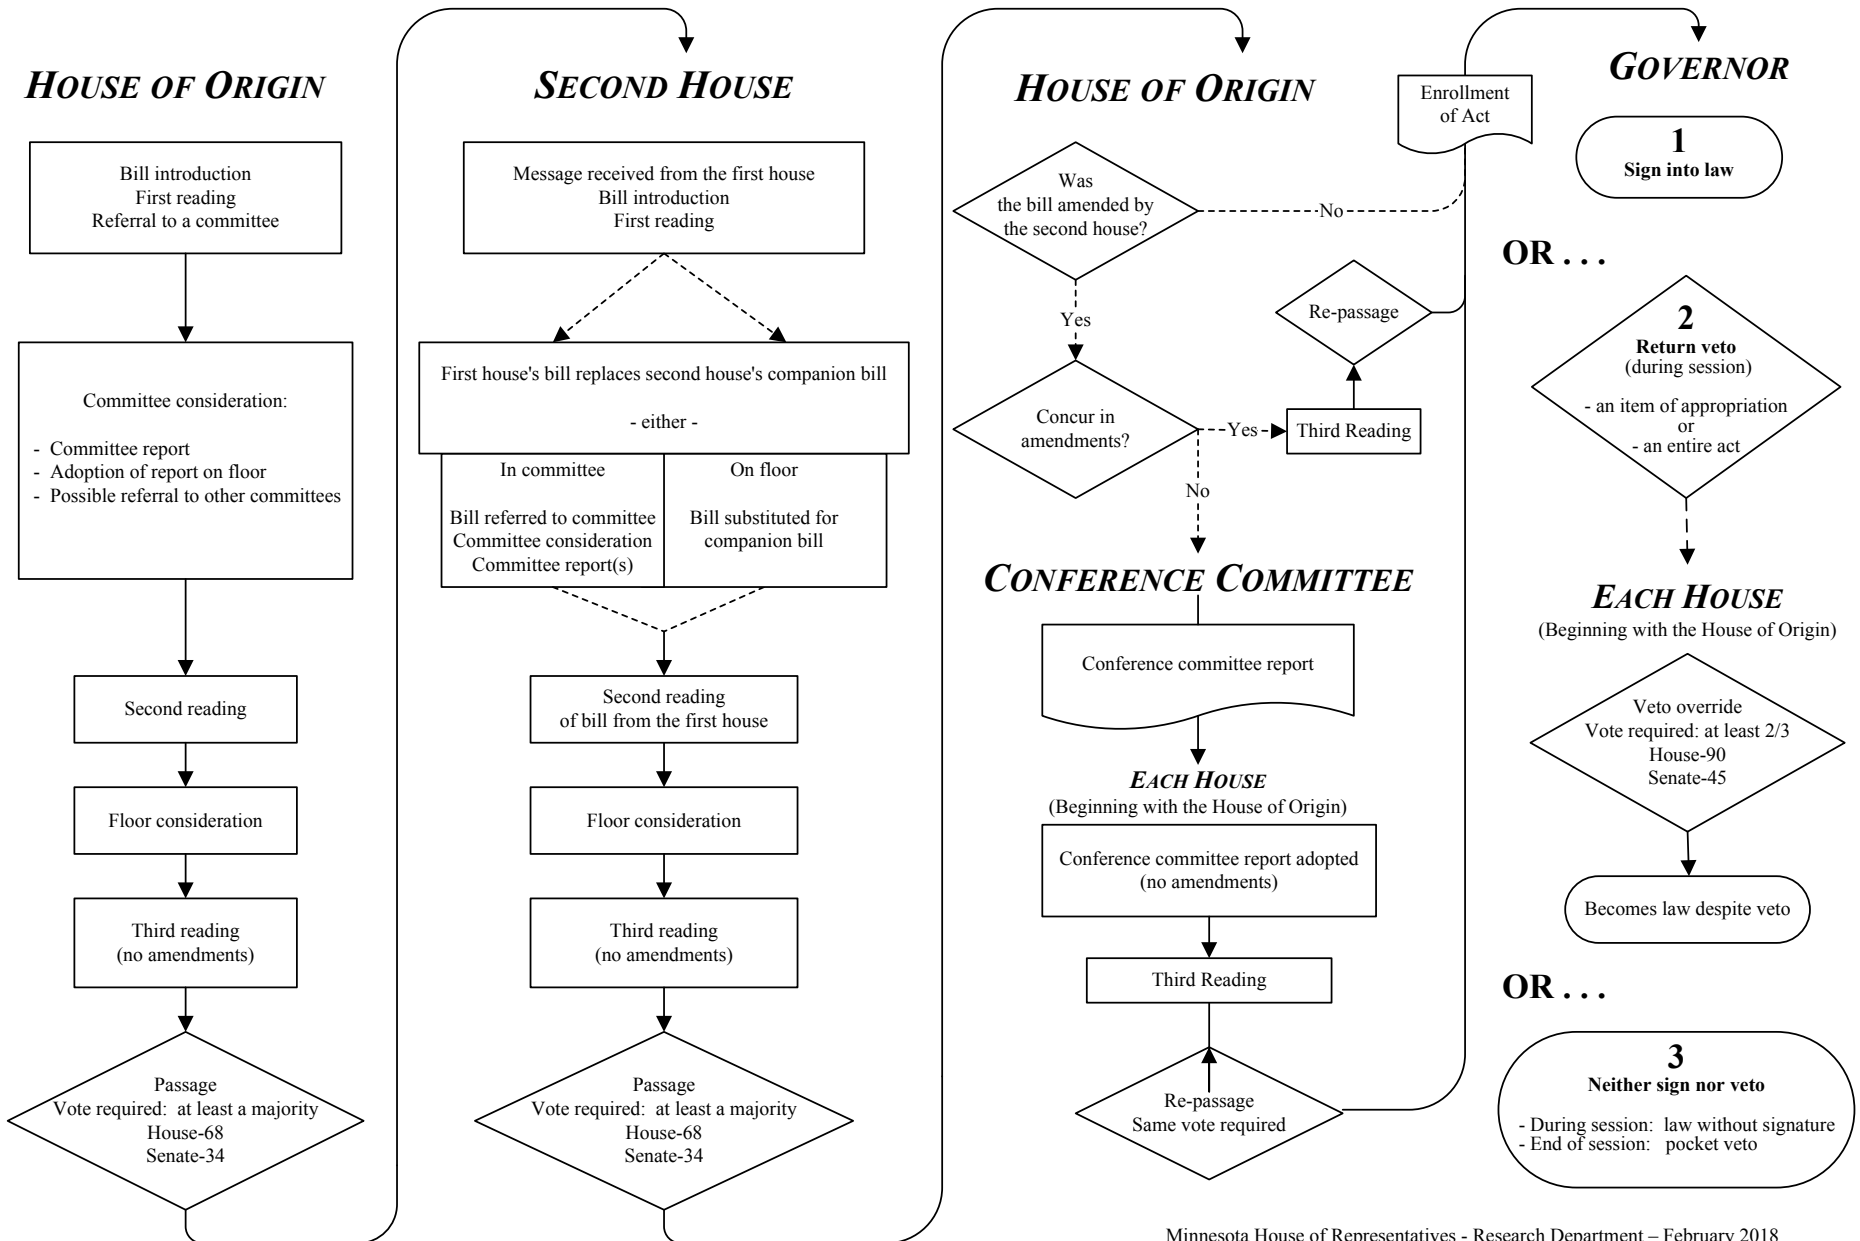 HOUSE OF ORIGIN
Bill introduction
First reading
Referral to a committee
Committee consideration:
- Committee report
- Adoption of report on floor
- Possible referral to other committees
Second reading
Floor consideration
Third reading
(no amendments)
Passage
Vote required: at least a majority
House-68
Senate-34
SECOND HOUSE
Message received from the first house
Bill introduction
First reading
First house's bill replaces second house's companion bill
- either -
In committee
Bill referred to committee
Committee consideration
Committee report(s)
On floor
Bill substituted for
companion bill
Second reading
of bill from the first house
Floor consideration
Third reading
(no amendments)
Passage
Vote required: at least a majority
House-68
Senate-34
HOUSE OF ORIGIN
Was
the bill amended by
the second house?
No
Yes
Concur in
amendments?
Yes
Third Reading
Re-passage
Enrollment
of Act
No
CONFERENCE COMMITTEE
Conference committee report
EACH HOUSE
(Beginning with the House of Origin)
Conference committee report adopted
(no amendments)
Third Reading
Re-passage
Same vote required
GOVERNOR
1
Sign into law
OR . . .
2
Return veto
(during session)
- an item of appropriation
or
- an entire act
EACH HOUSE
(Beginning with the House of Origin)
Veto override
Vote required: at least 2/3
House-90
Senate-45
Becomes law despite veto
OR . . .
3
Neither sign nor veto
- During session: law without signature
- End of session: pocket veto
Minnesota House of Representatives - Research Department – February 2018